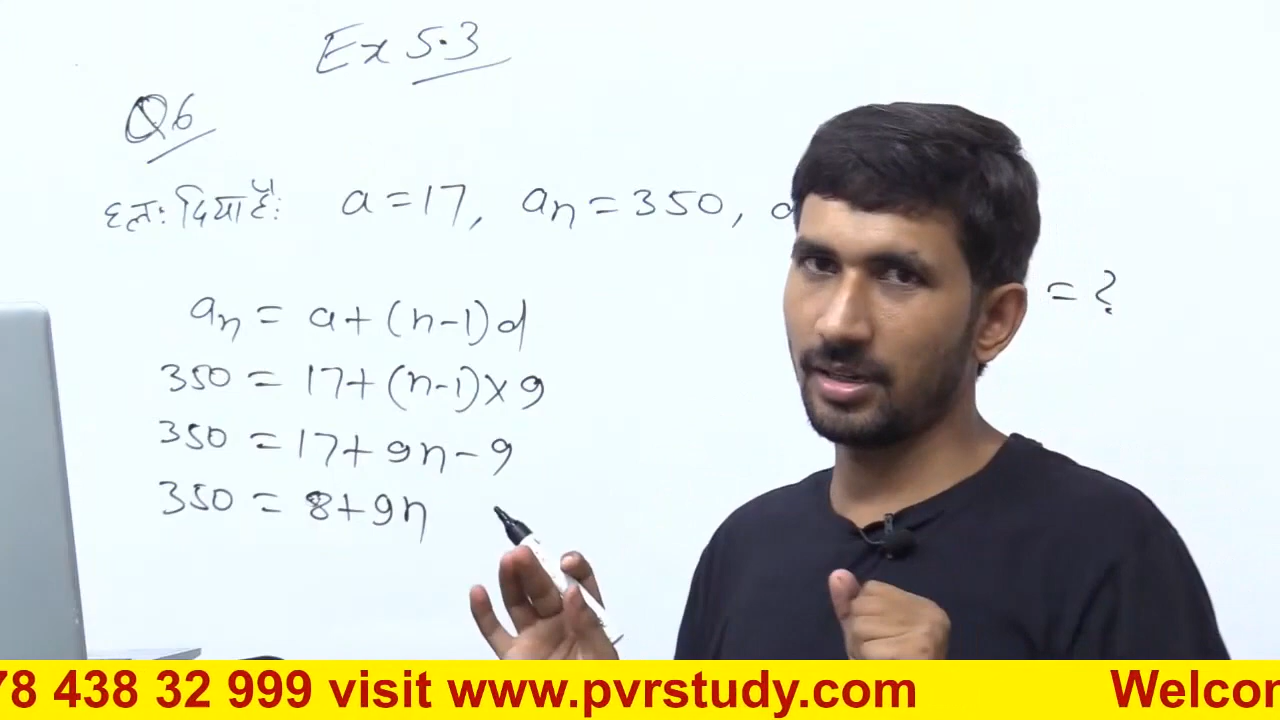 Ex 5.3
Q6
हल: दिया है: a = 17, an = 350,
= ?
an = a + (n-1)d
350 = 17 + (n-1) × 9
350 = 17 + 9n - 9
350 = 8 + 9n
78 438 32 999 visit www.pvrstudy.com Welcor